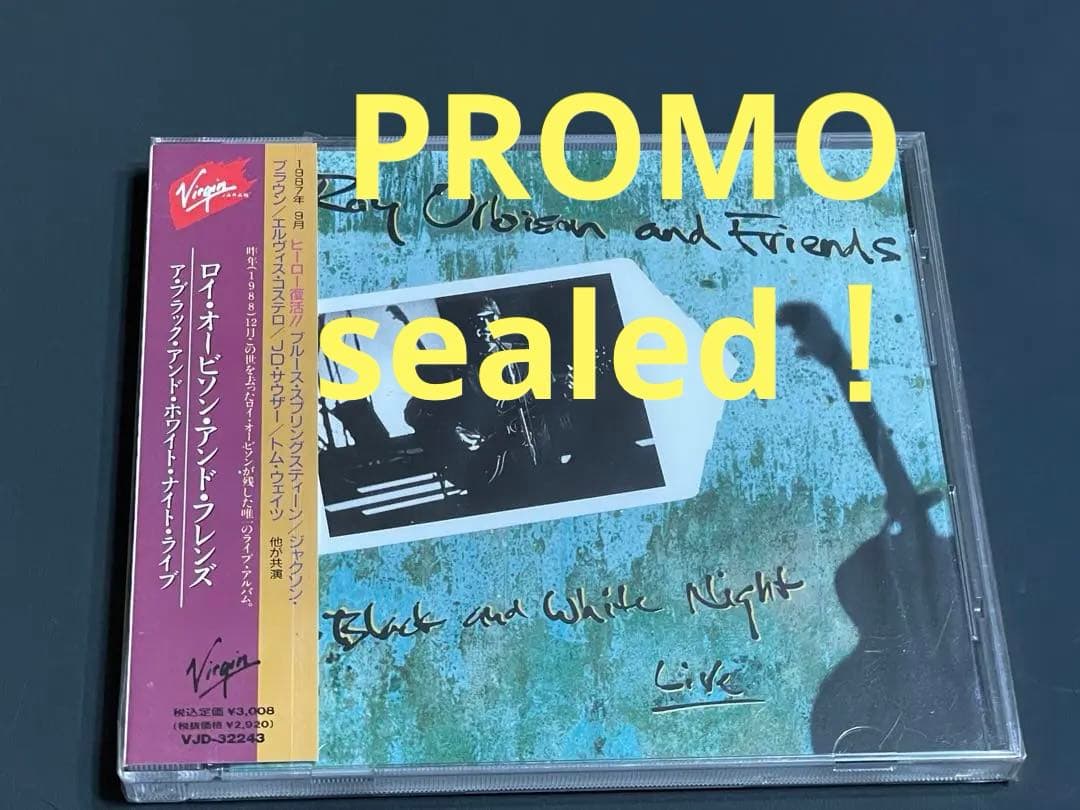 PROMO
sealed！
Roy Orbison and Friends
Black and White Night
Live
Virgin
JAPAN
1987年9月 ヒーロー復活!! ブルース・スプリングスティーン/ジャクソン・
ブラウン/エルヴィス・コステロ/JD・サウザー/トム・ウェイツ 他が共演
昨年(1988)12月この世を去ったロイ・オービソンが残した唯一のライブ・アルバム。
ロイ・オービソン・アンド・フレンズ
ア・ブラック・アンド・ホワイト・ナイト・ライブ
Virgin
税込定価 ¥3,008
(税抜価格 ¥2,920)
VJD-32243